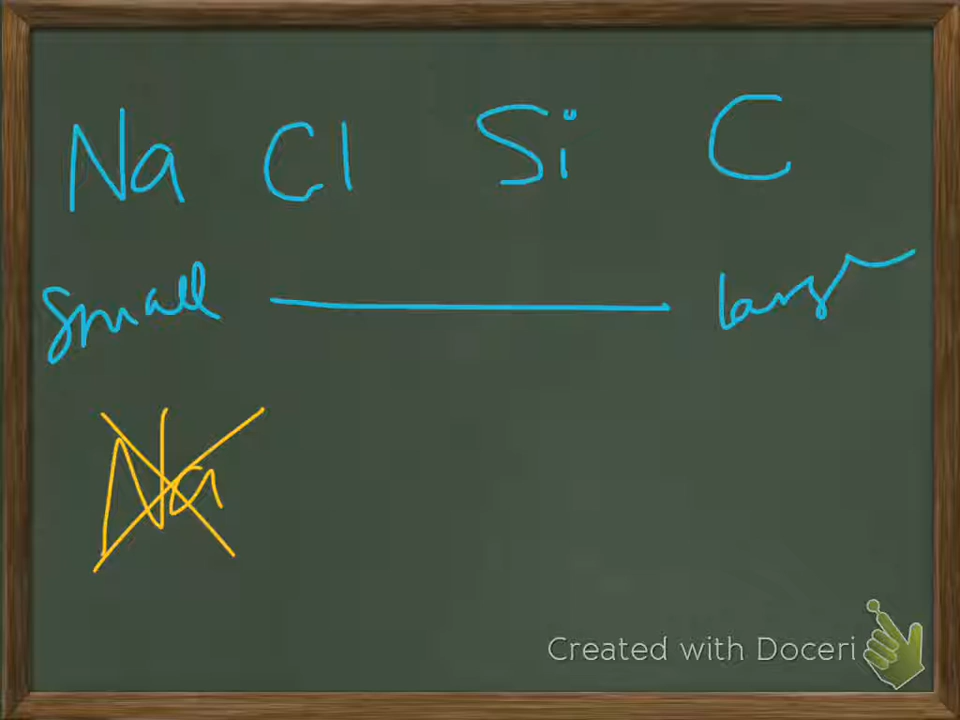 Na Cl Si C
Small large
Na
Created with Doceri